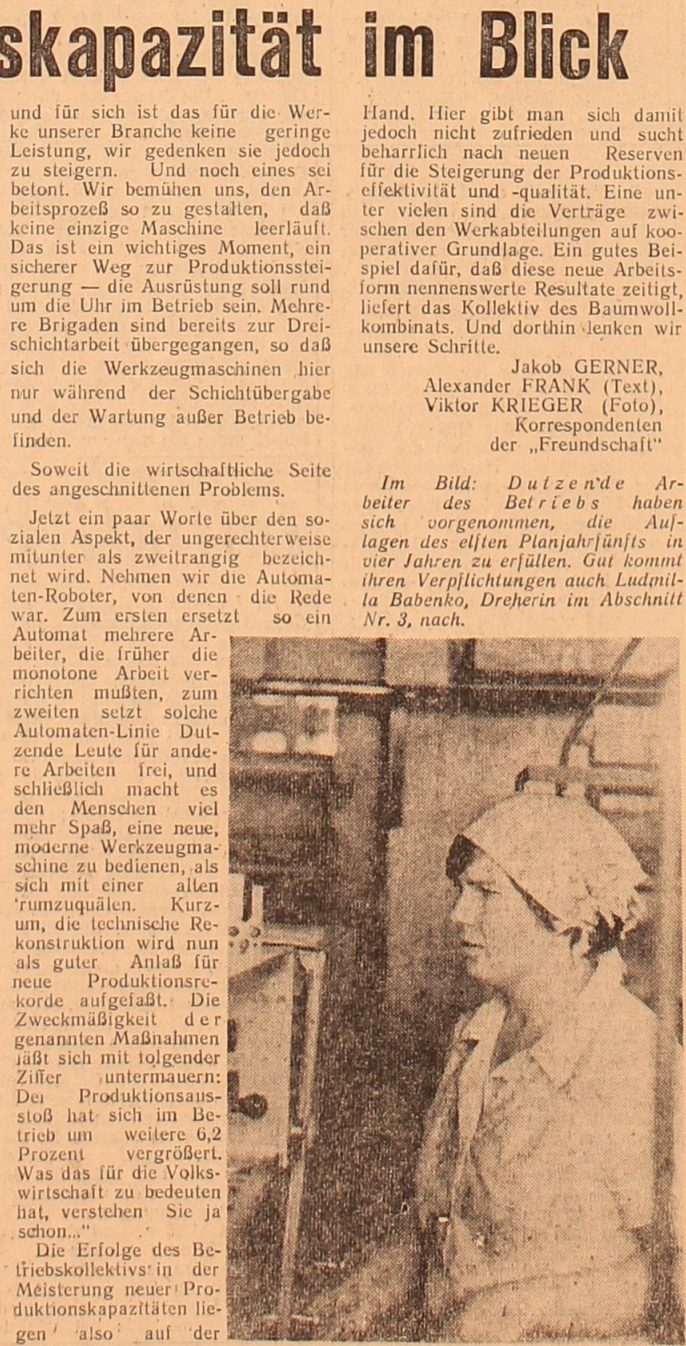 skapazität im Blick
und für sich ist das für die Wer-
ke unserer Branche keine geringe
Leistung, wir gedenken sie jedoch
zu steigern. Und noch eines sei
betont. Wir bemühen uns, den Ar-
beitsprozeß so zu gestalten, daß
keine einzige Maschine leerläuft.
Das ist ein wichtiges Moment, ein
sicherer Weg zur Produktionsstei-
gerung — die Ausrüstung soll rund
um die Uhr im Betrieb sein. Mehre-
re Brigaden sind bereits zur Drei-
schichtarbeit übergegangen, so daß
sich die Werkzeugmaschinen hier
nur während der Schichtübergabe
und der Wartung außer Betrieb be-
finden.
Soweit die wirtschaftliche Seite
des angeschnittenen Problems.
Jetzt ein paar Worte über den so-
zialen Aspekt, der ungerechterweise
mitunter als zweitrangig bezeich-
net wird. Nehmen wir die Automa-
ten-Roboter, von denen die Rede
war. Zum ersten ersetzt so ein
Automat mehrere Ar-
beiter, die früher die
monotone Arbeit ver-
richten mußten, zum
zweiten setzt solche
Automaten-Linie Dut-
zende Leute für ande-
re Arbeiten frei, und
schließlich macht es
den Menschen viel
mehr Spaß, eine neue,
moderne Werkzeugma-
schine zu bedienen, als
sich mit einer alten
'rumzuquälen. Kurz-
um, die technische Re-
konstruktion wird nun
als guter Anlaß für
neue Produktionsre-
korde aufgefaßt. Die
Zweckmäßigkeit der
genannten Maßnahmen
läßt sich mit folgender
Ziffer untermauern:
Der Produktionsaus-
stoß hat sich im Be-
trieb um weitere 6,2
Prozent vergrößert.
Was das für die Volks-
wirtschaft zu bedeuten
hat, verstehen Sie ja
schon..."
Die Erfolge des Be-
triebskollektivs in der
Meisterung neuer Pro-
duktionskapazitäten lie-
gen also auf der
Hand. Hier gibt man sich damit
jedoch nicht zufrieden und sucht
beharrlich nach neuen Reserven
für die Steigerung der Produktions-
effektivität und -qualität. Eine un-
ter vielen sind die Verträge zwi-
schen den Werkabteilungen auf koo-
perativer Grundlage. Ein gutes Bei-
spiel dafür, daß diese neue Arbeits-
form nennenswerte Resultate zeitigt,
liefert das Kollektiv des Baumwoll-
kombinats. Und dorthin lenken wir
unsere Schritte.
Jakob GERNER,
Alexander FRANK (Text),
Viktor KRIEGER (Foto),
Korrespondenten
der „Freundschaft"
Im Bild: Dutzende Ar-
beiter des Betriebs haben
sich vorgenommen, die Auf-
lagen des elften Planjahrfünfts in
vier Jahren zu erfüllen. Gut kommt
ihren Verpflichtungen auch Ludmil-
la Babenko, Dreherin im Abschnitt
Nr. 3, nach.